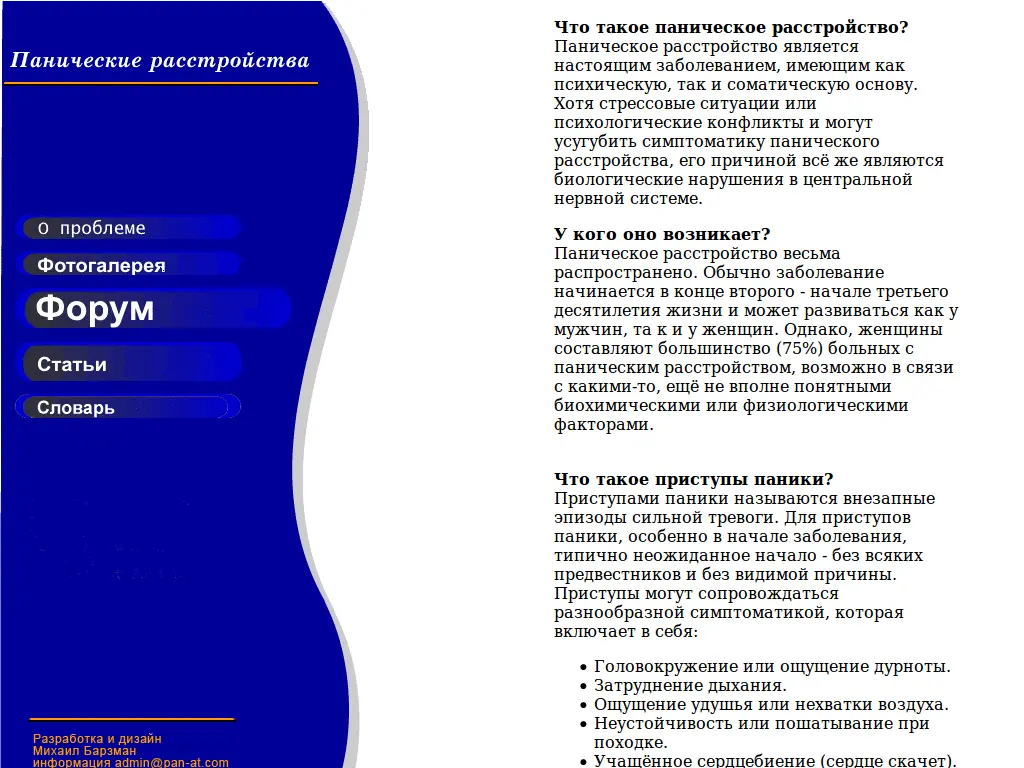 Панические расстройства
О проблеме
Фотогалерея
Форум
Статьи
Словарь
Разработка и дизайн
Михаил Барзман
информация admin@pan-at.com
Что такое паническое расстройство?
Паническое расстройство является
настоящим заболеванием, имеющим как
психическую, так и соматическую основу.
Хотя стрессовые ситуации или
психологические конфликты и могут
усугубить симптоматику панического
расстройства, его причиной всё же являются
биологические нарушения в центральной
нервной системе.
У кого оно возникает?
Паническое расстройство весьма
распространено. Обычно заболевание
начинается в конце второго - начале третьего
десятилетия жизни и может развиваться как у
мужчин, та к и у женщин. Однако, женщины
составляют большинство (75%) больных с
паническим расстройством, возможно в связи
с какими-то, ещё не вполне понятными
биохимическими или физиологическими
факторами.
Что такое приступы паники?
Приступами паники называются внезапные
эпизоды сильной тревоги. Для приступов
паники, особенно в начале заболевания,
типично неожиданное начало - без всяких
предвестников и без видимой причины.
Приступы могут сопровождаться
разнообразной симптоматикой, которая
включает в себя:
• Головокружение или ощущение дурноты.
• Затруднение дыхания.
• Ощущение удушья или нехватки воздуха.
• Неустойчивость или пошатывание при
походке.
• Учащённое сердцебиение (сердце скачет).